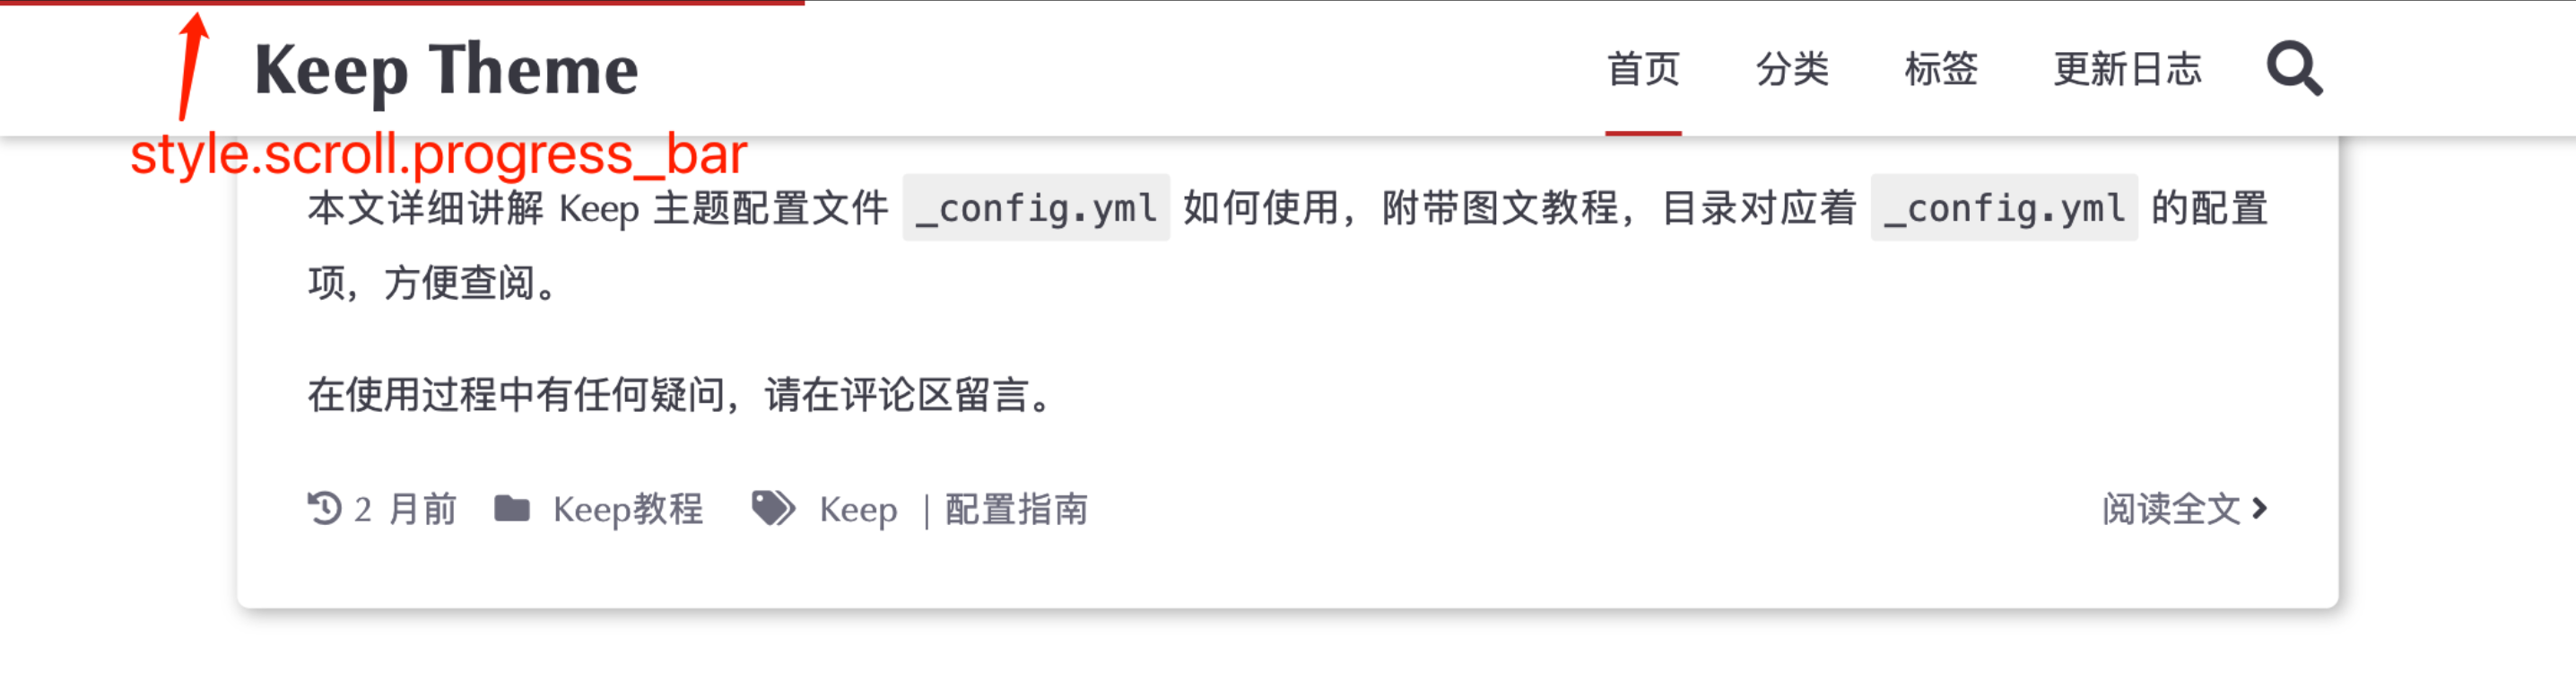 Keep Theme
首页 分类 标签 更新日志
style.scroll.progress_bar
本文详细讲解 Keep 主题配置文件 _config.yml 如何使用，附带图文教程，目录对应着 _config.yml 的配置
项，方便查阅。
在使用过程中有任何疑问，请在评论区留言。
2 月前 Keep教程 Keep | 配置指南 阅读全文